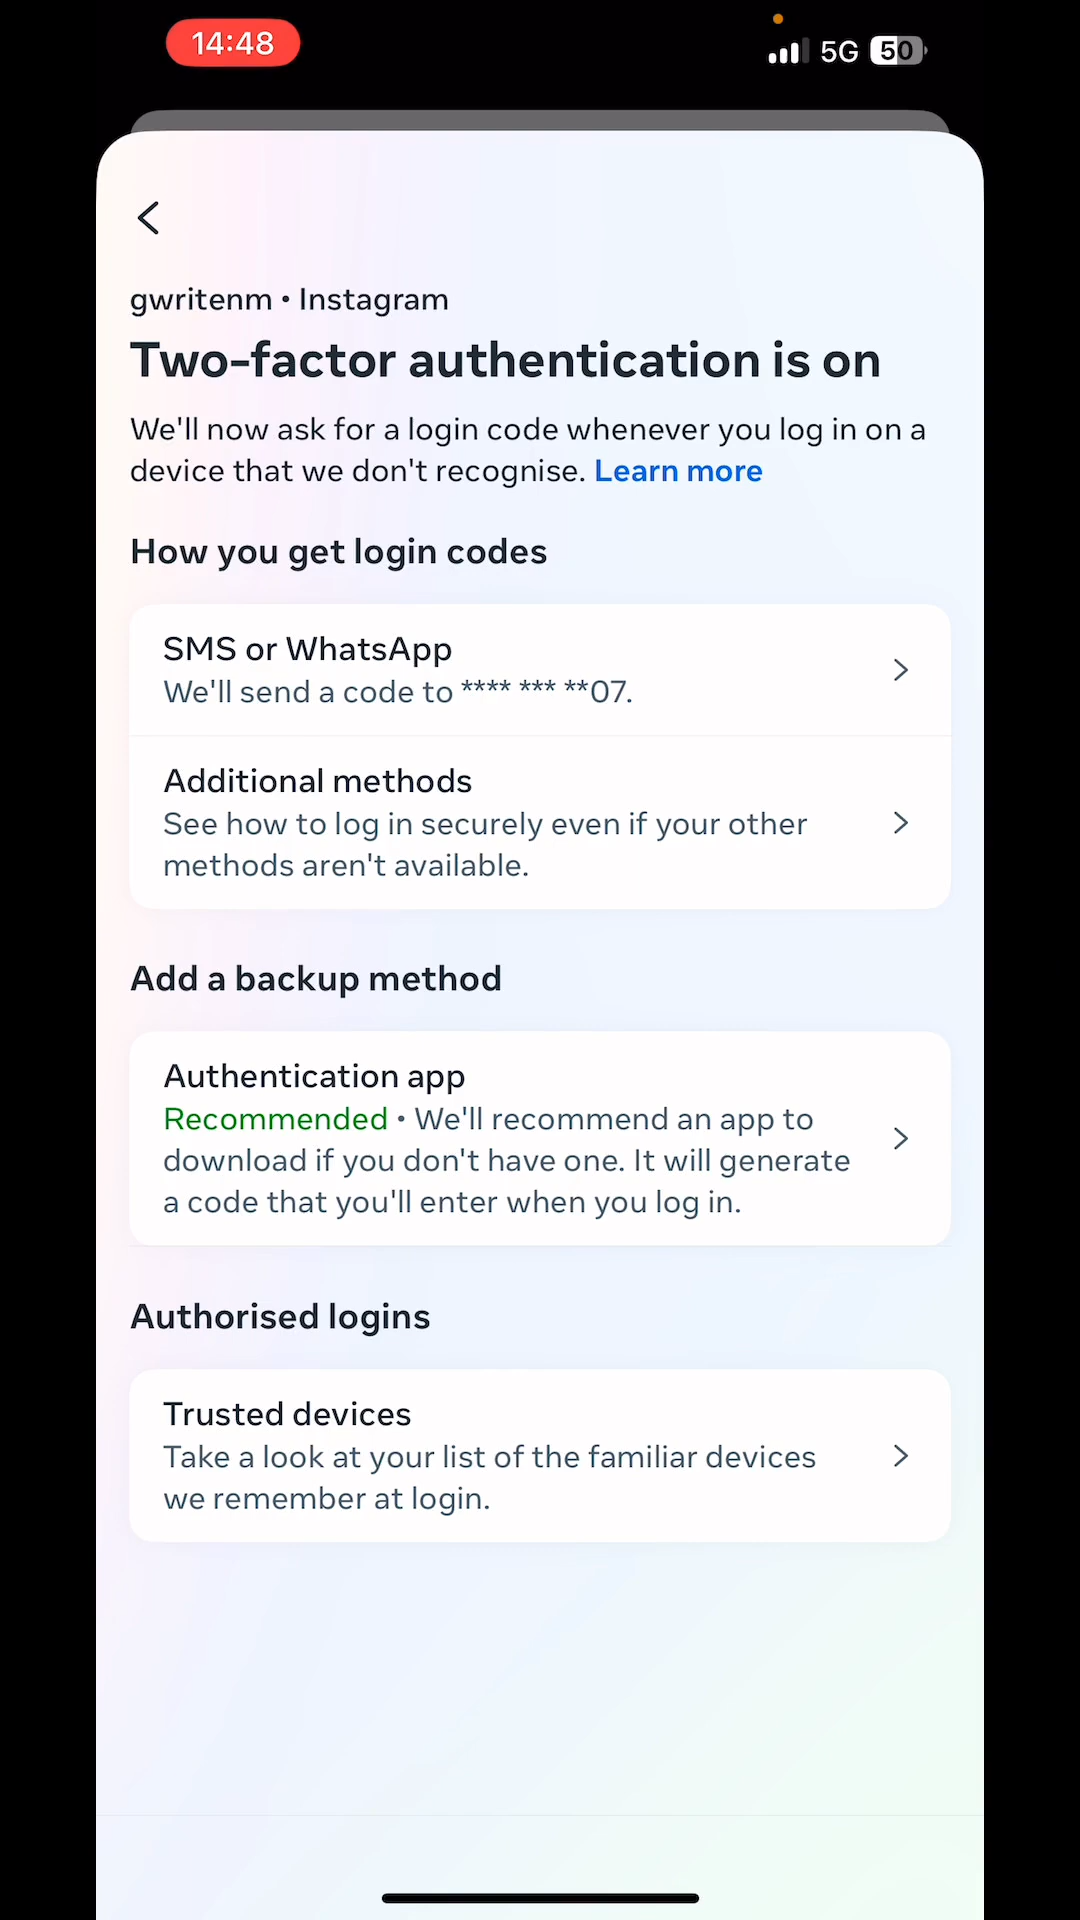 14:48
5G 50
gwritenm • Instagram
Two-factor authentication is on
We'll now ask for a login code whenever you log in on a
device that we don't recognise. Learn more
How you get login codes
SMS or WhatsApp
We'll send a code to **** *** **07.
Additional methods
See how to log in securely even if your other
methods aren't available.
Add a backup method
Authentication app
Recommended • We'll recommend an app to
download if you don't have one. It will generate
a code that you'll enter when you log in.
Authorised logins
Trusted devices
Take a look at your list of the familiar devices
we remember at login.